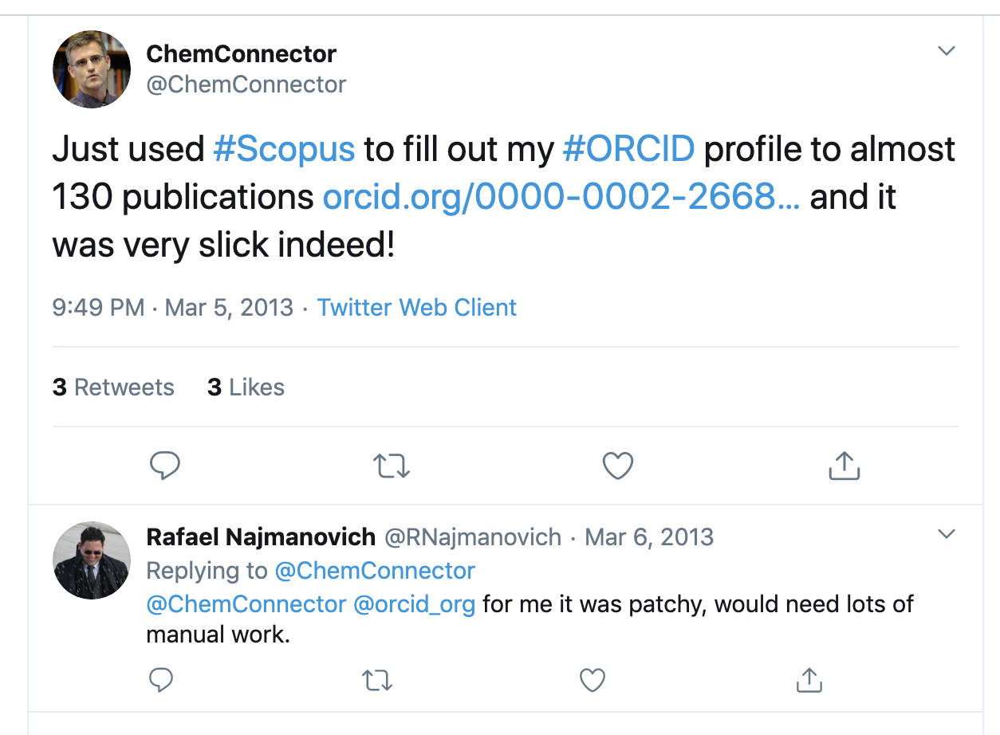 ChemConnector
@ChemConnector
Just used #Scopus to fill out my #ORCID profile to almost
130 publications orcid.org/0000-0002-2668… and it
was very slick indeed!
9:49 PM · Mar 5, 2013 · Twitter Web Client
3 Retweets 3 Likes
Rafael Najmanovich @RNajmanovich · Mar 6, 2013
Replying to @ChemConnector
@ChemConnector @orcid_org for me it was patchy, would need lots of
manual work.